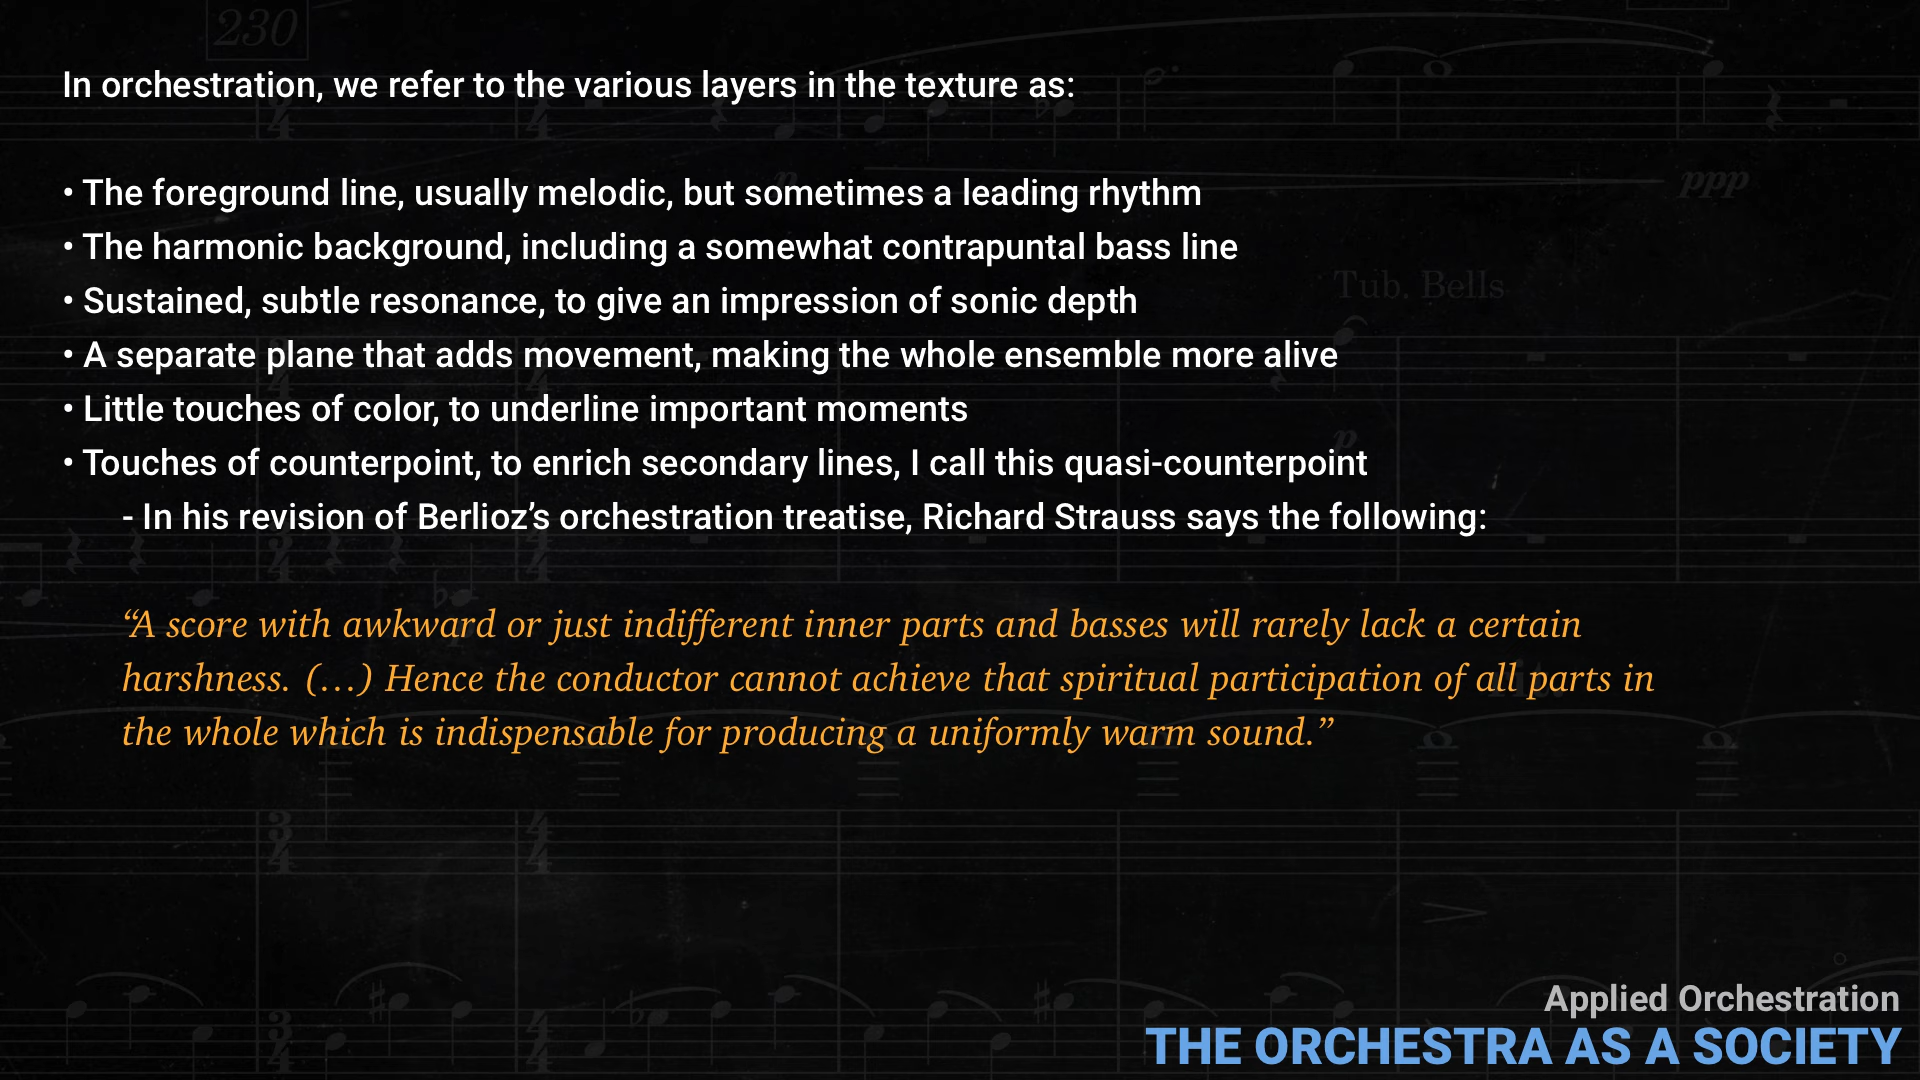 230
In orchestration, we refer to the various layers in the texture as:
• The foreground line, usually melodic, but sometimes a leading rhythm
ppp
• The harmonic background, including a somewhat contrapuntal bass line
Tub. Bells
• Sustained, subtle resonance, to give an impression of sonic depth
• A separate plane that adds movement, making the whole ensemble more alive
• Little touches of color, to underline important moments
p
• Touches of counterpoint, to enrich secondary lines, I call this quasi-counterpoint
- In his revision of Berlioz’s orchestration treatise, Richard Strauss says the following:
“A score with awkward or just indifferent inner parts and basses will rarely lack a certain
harshness. (…) Hence the conductor cannot achieve that spiritual participation of all parts in
the whole which is indispensable for producing a uniformly warm sound.”
3 4
4 4
Applied Orchestration
THE ORCHESTRA AS A SOCIETY